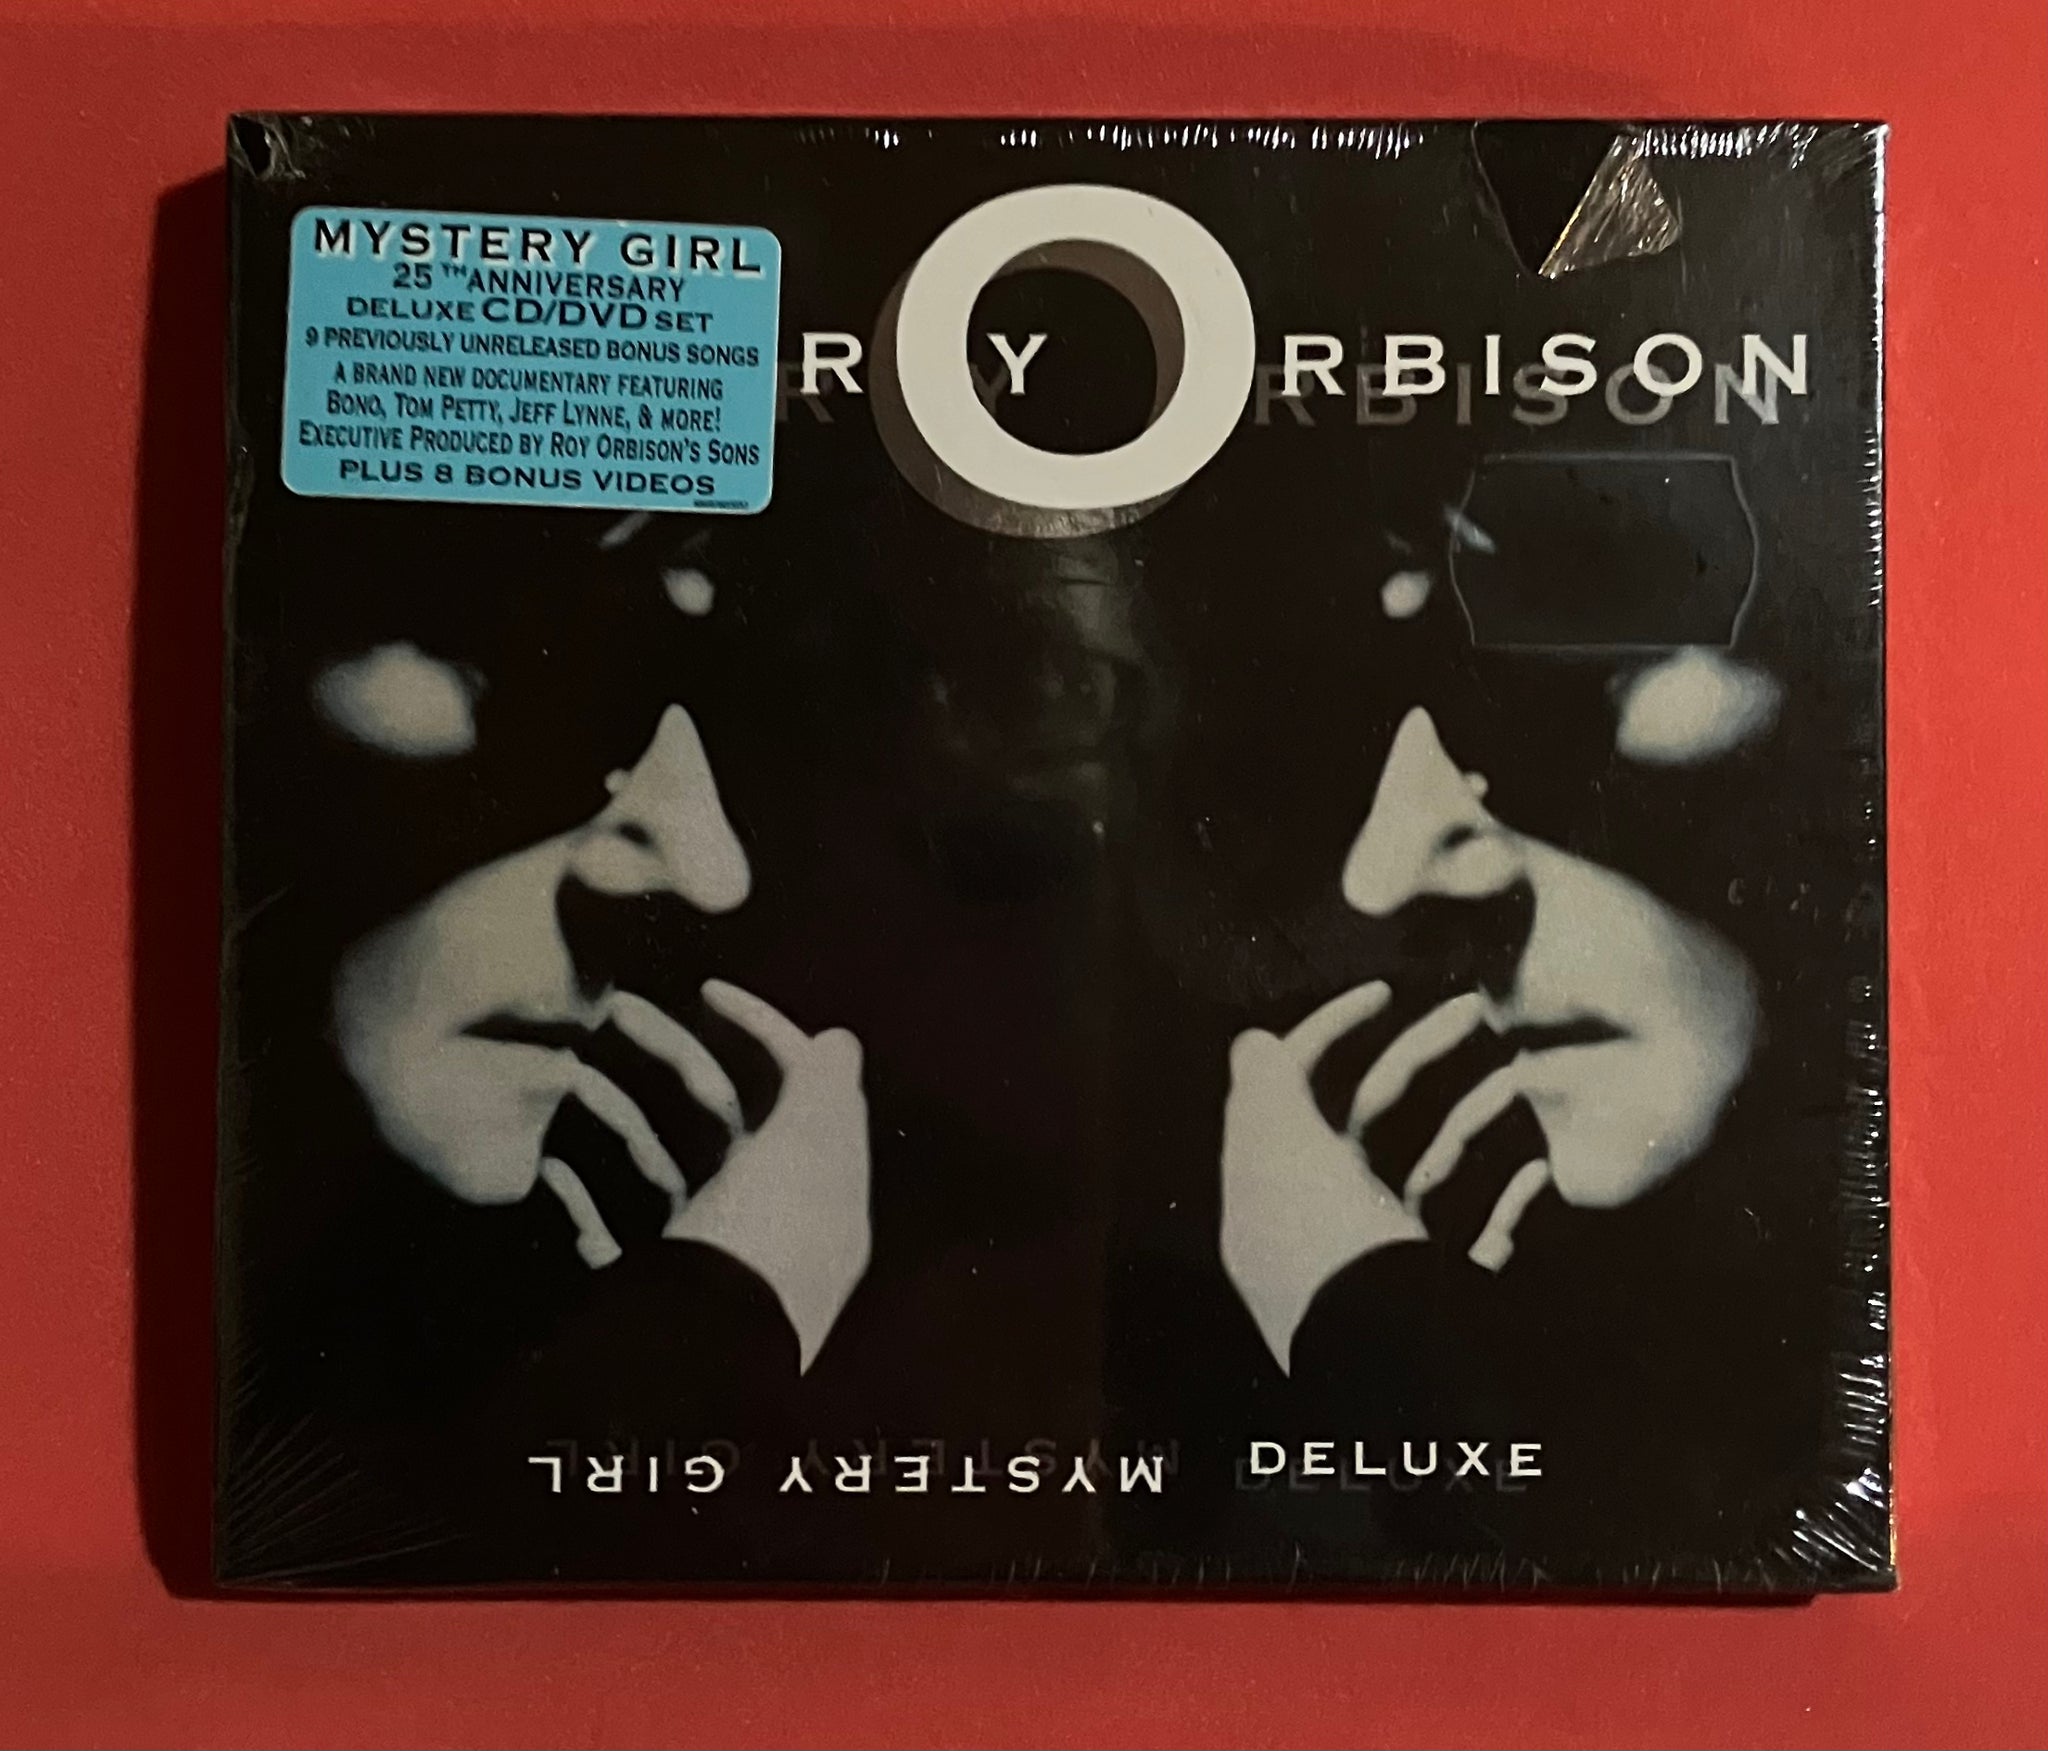 MYSTERY GIRL
25TH ANNIVERSARY
DELUXE CD/DVD SET
9 PREVIOUSLY UNRELEASED BONUS SONGS
A BRAND NEW DOCUMENTARY FEATURING
BONO, TOM PETTY, JEFF LYNNE, & MORE!
EXECUTIVE PRODUCED BY ROY ORBISON'S SONS
PLUS 8 BONUS VIDEOS
ROY ORBISON
MYSTERY GIRL DELUXE